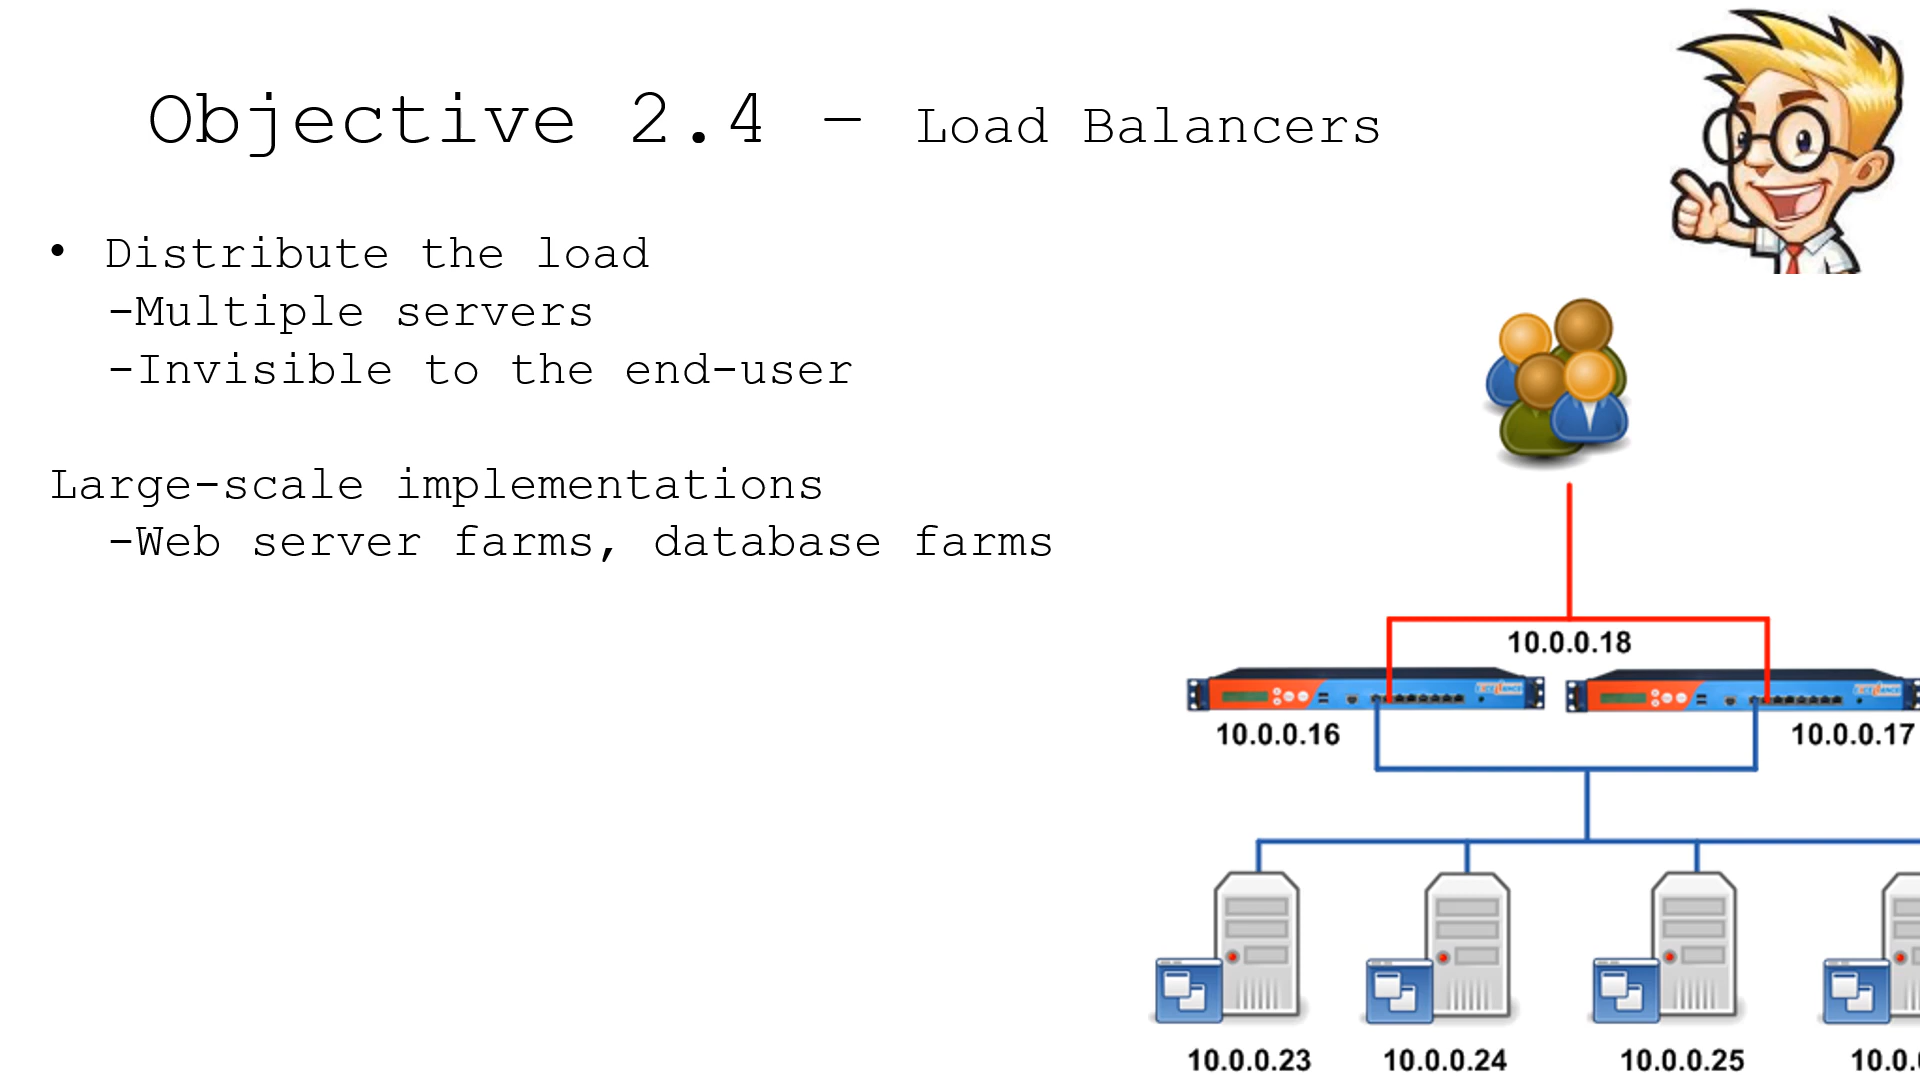 Objective 2.4 – Load Balancers
• Distribute the load
-Multiple servers
-Invisible to the end-user
Large-scale implementations
-Web server farms, database farms
10.0.0.18
10.0.0.16
10.0.0.17
10.0.0.23
10.0.0.24
10.0.0.25